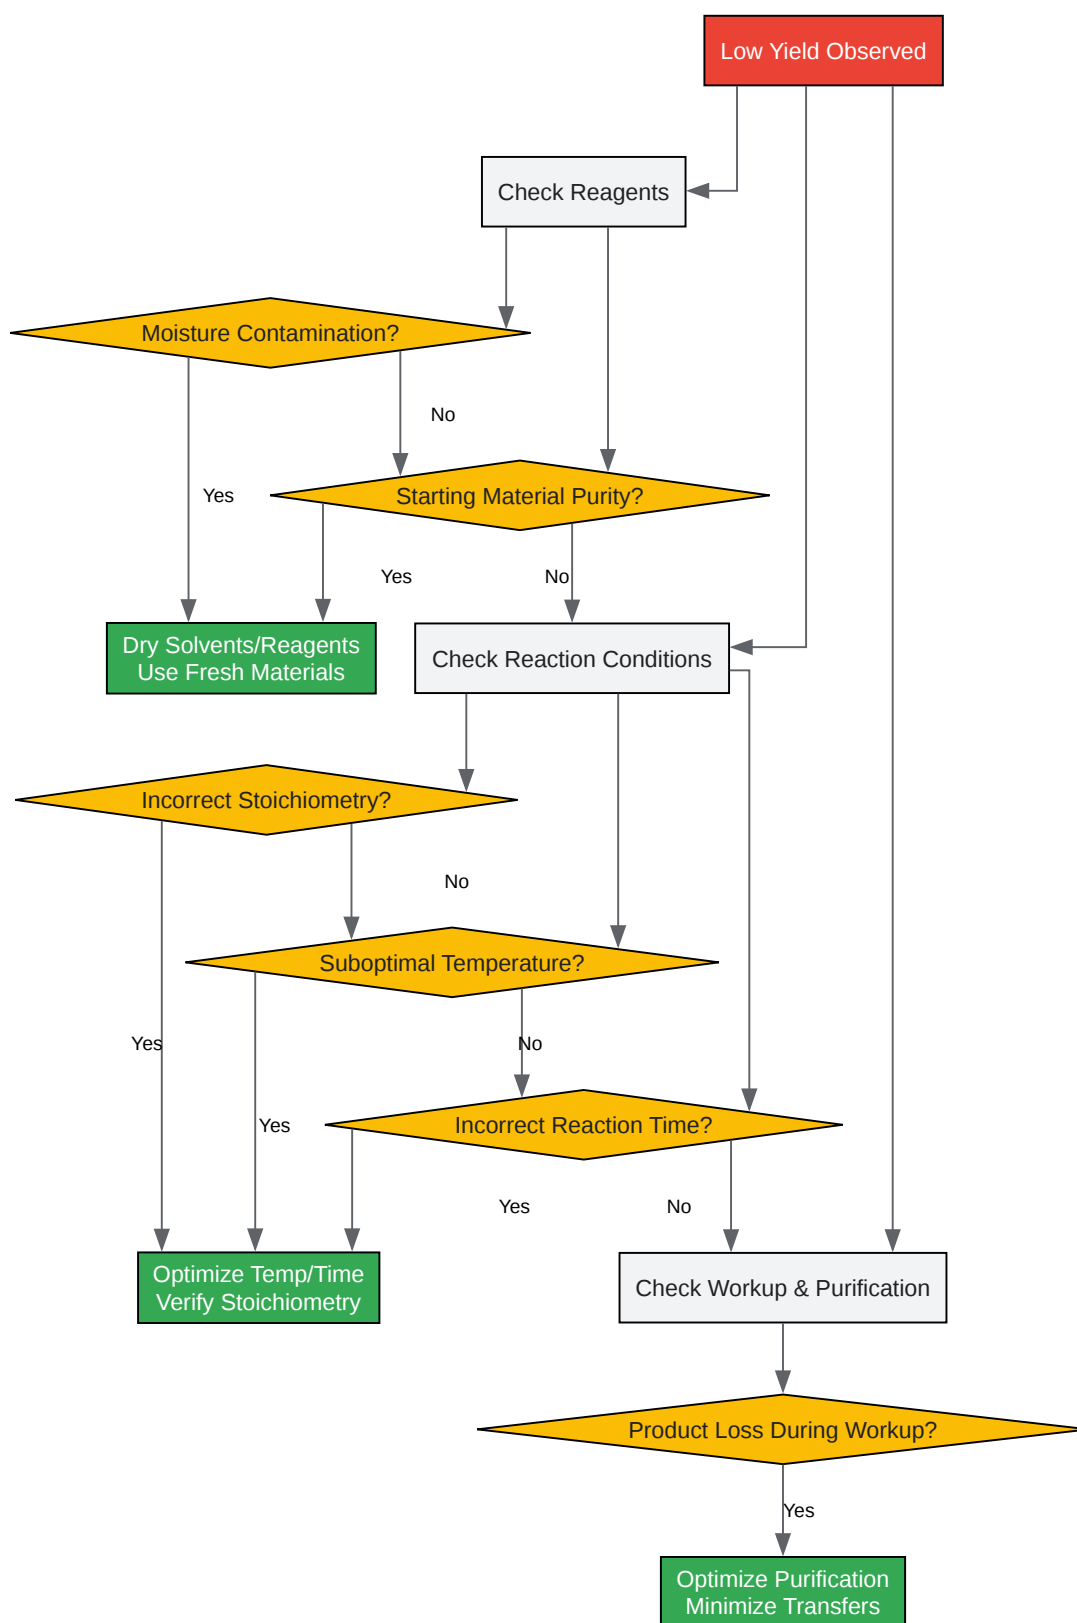 Low Yield Observed
Check Reagents
Moisture Contamination?
No
Yes
Starting Material Purity?
Yes
No
Dry Solvents/Reagents
Use Fresh Materials
Check Reaction Conditions
Incorrect Stoichiometry?
No
Suboptimal Temperature?
Yes
No
Yes
Incorrect Reaction Time?
Yes
No
Optimize Temp/Time
Verify Stoichiometry
Check Workup & Purification
Product Loss During Workup?
Yes
Optimize Purification
Minimize Transfers